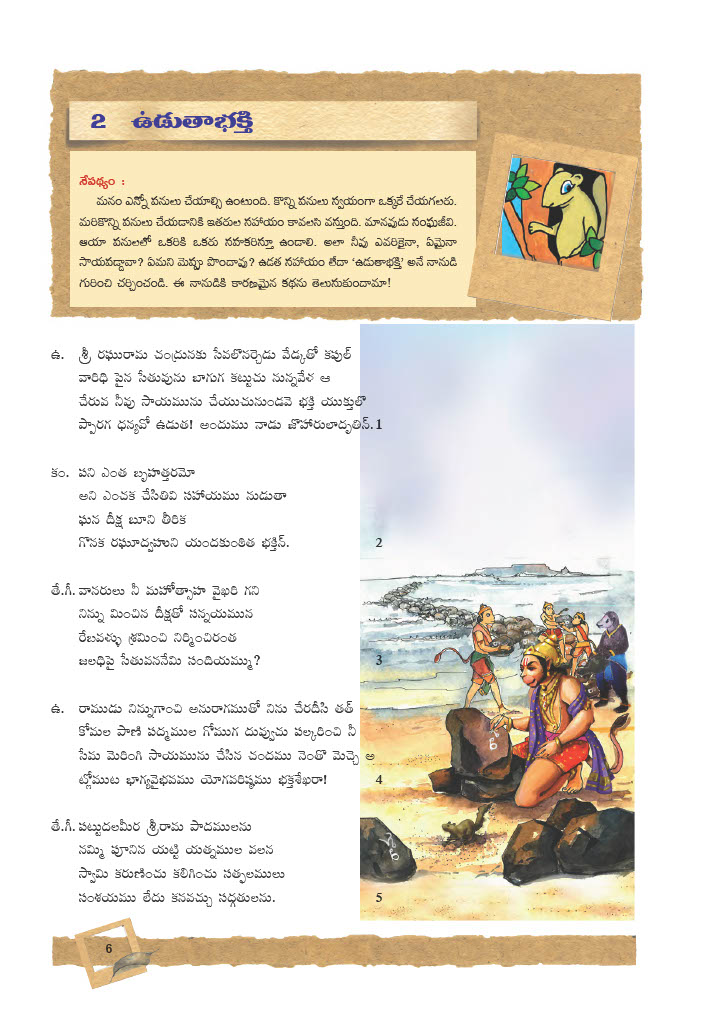 2 ఉడుతాభక్తి
నేపథ్యం :
మనం ఎన్నో పనులు చేయాల్సి ఉంటుంది. కొన్ని పనులు స్వయంగా ఒక్కరే చేయగలరు.
మరికొన్ని పనులు చేయడానికి ఇతరుల సహాయం కావలసి వస్తుంది. మానవుడు సంఘజీవి.
ఆయా పనులలో ఒకరికి ఒకరు సహకరిస్తూ ఉండాలి. అలా నీవు ఎవరికైనా, ఏమైనా
సాయపడ్డావా? ఏమని మెప్పు పొందావు? ఉడత సహాయం లేదా ‘ఉడుతాభక్తి’ అనే నానుడి
గురించి చర్చించండి. ఈ నానుడికి కారణమైన కథను తెలుసుకుందామా!
ఉ. శ్రీ రఘురామ చంద్రునకు సేవలొనర్చెడు వేడ్కతో కపుల్
వారిధి పైన సేతువును బాగుగ కట్టుచు నున్నవేళ ఆ
చేరువ నీవు సాయమును చేయుచునుండవె భక్తి యుక్తులో
ప్పారగ ధన్యవో ఉడుత! అందుము నాడు జొహారులాదృతిన్. 1
కం. పని ఎంత బృహత్తరమో
అని ఎంచక చేసితివి సహాయము నుడుతా
ఘన దీక్ష బూని తీరిక
గొనక రఘూద్వహుని యందకుంఠిత భక్తిన్. 2
తే.గీ. వానరులు నీ మహోత్సాహ వైఖరి గని
నిన్ను మించిన దీక్షతో సన్నయమున
రేబవళ్ళు శ్రమించి నిర్మించిరంత
జలధిపై సేతువననేమి సందియమ్ము? 3
ఉ. రాముడు నిన్నుగాంచి అనురాగముతో నిను చేరదీసి తత్
కోమల పాణి పద్మముల గోముగ దువ్వుచు పల్కరించి నీ
సేమ మెరింగి సాయమును చేసిన చందము నెంతొ మెచ్చె అ
ట్లౌముట భాగ్యవైభవము యోగవరిష్ఠము భక్తశేఖరా! 4
తే.గీ. పట్టుదలమీర శ్రీరామ పాదములను
నమ్మి పూనిన యట్టి యత్నముల వలన
స్వామి కరుణించు కలిగించు సత్ఫలములు
సంశయము లేదు కనవచ్చు సద్గతులను. 5
6